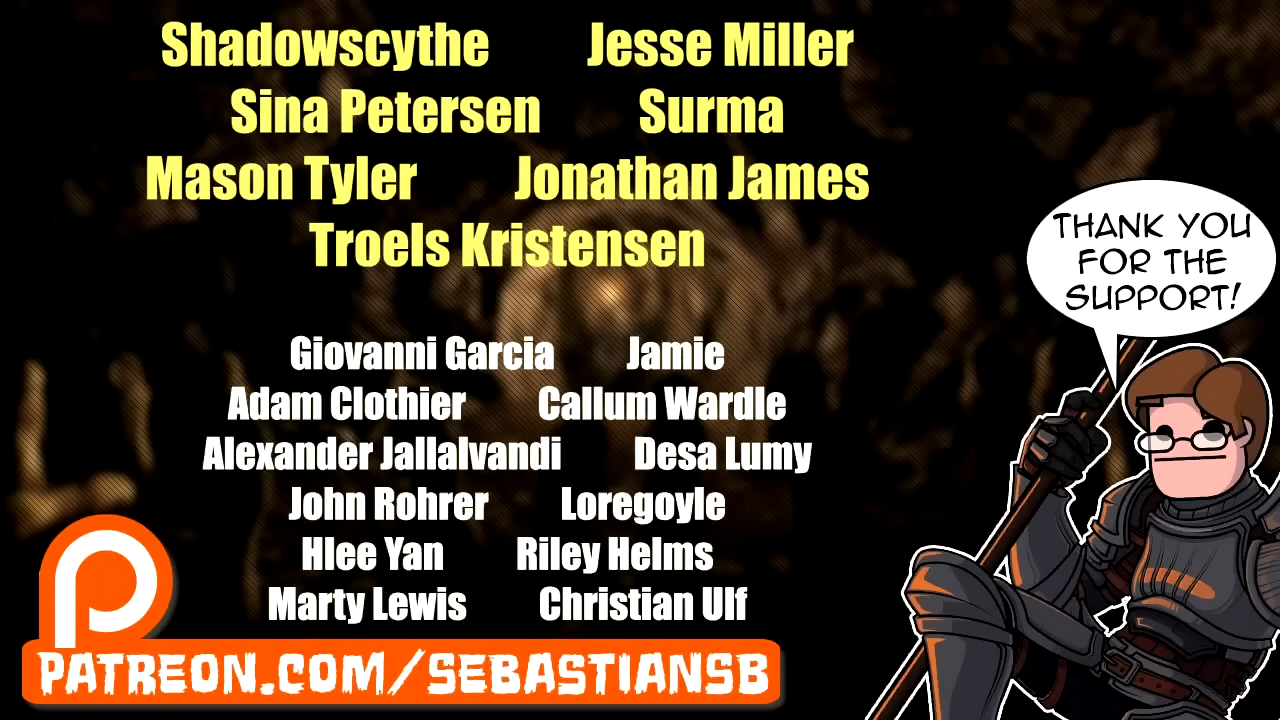 Shadowscythe Jesse Miller
Sina Petersen Surma
Mason Tyler Jonathan James
Troels Kristensen
THANK YOU
FOR THE
SUPPORT!
Giovanni Garcia Jamie
Adam Clothier Callum Wardle
Alexander Jallalvandi Desa Lumy
John Rohrer Loregoyle
Hlee Yan Riley Helms
Marty Lewis Christian Ulf
PATREON.COM/SEBASTIANSB